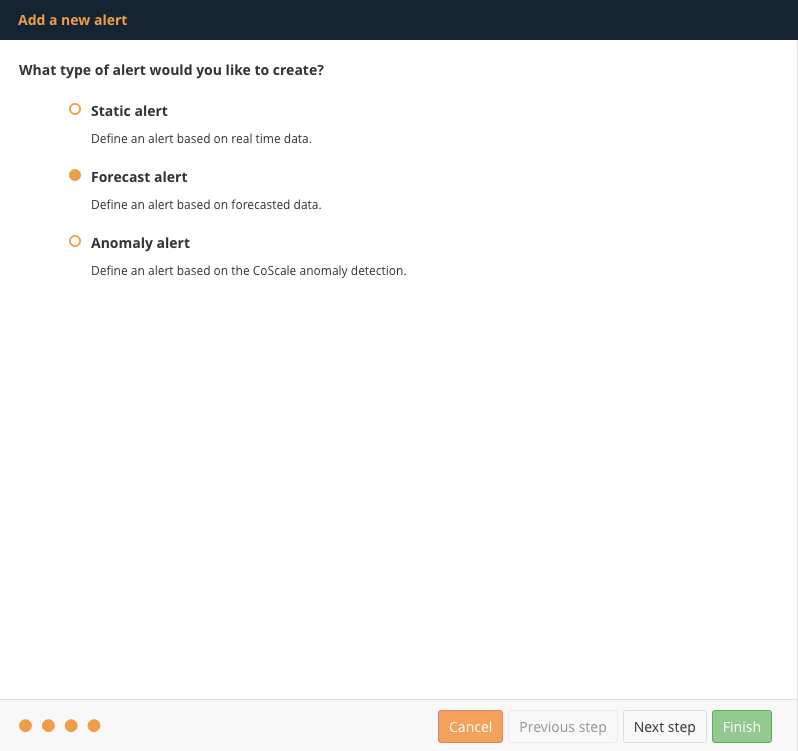 Add a new alert
What type of alert would you like to create?
Static alert
Define an alert based on real time data.
Forecast alert
Define an alert based on forecasted data.
Anomaly alert
Define an alert based on the CoScale anomaly detection.
Cancel Previous step Next step Finish